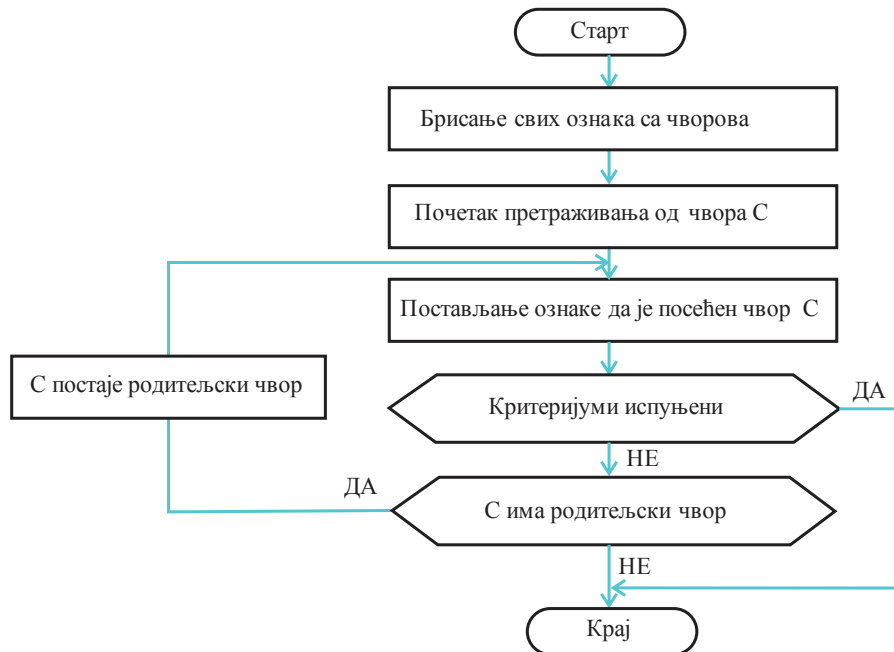 Старт
Брисање свих ознака са чворова
Почетак претраживања од чвора С
Постављање ознаке да је посећен чвор С
С постаје родитељски чвор
Критеријуми испуњени
ДА
НЕ
ДА
С има родитељски чвор
НЕ
Крај